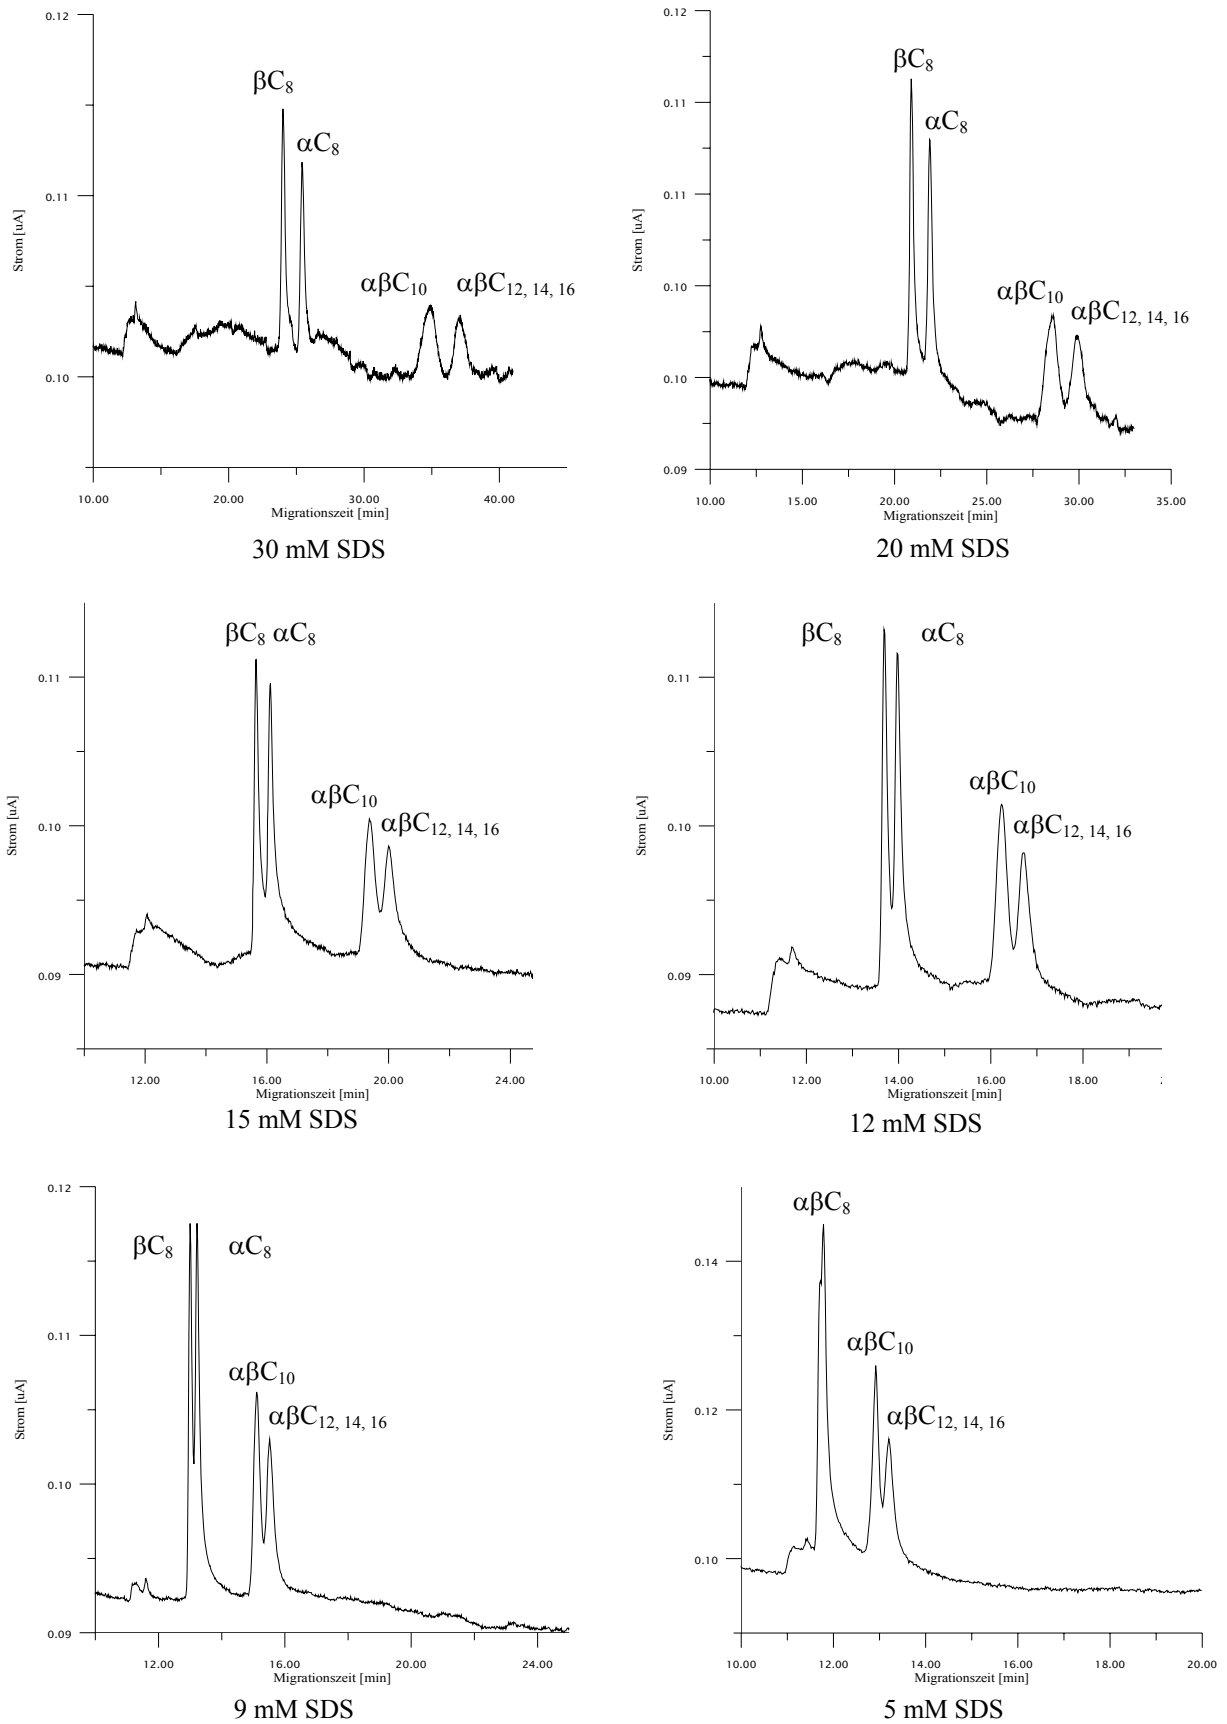 0.12
βC8
αC8
0.11
Strom [uA]
αβC10
αβC12, 14, 16
0.10
10.00 20.00 30.00 40.00
Migrationszeit [min]
30 mM SDS
0.12
βC8
0.11
αC8
0.11
Strom [uA]
0.10
αβC10
αβC12, 14, 16
0.10
0.09
10.00 15.00 20.00 25.00 30.00 35.00
Migrationszeit [min]
20 mM SDS
βC8 αC8
0.11
αβC10
αβC12, 14, 16
0.10
Strom [uA]
0.09
12.00 16.00 20.00 24.00
Migrationszeit [min]
15 mM SDS
βC8 αC8
0.11
αβC10
αβC12, 14, 16
0.10
Strom [uA]
0.09
10.00 12.00 14.00 16.00 18.00
Migrationszeit [min]
12 mM SDS
0.12
βC8 αC8
0.11
αβC10
αβC12, 14, 16
Strom [uA]
0.10
0.09
12.00 16.00 20.00 24.00
Migrationszeit [min]
9 mM SDS
αβC8
0.14
αβC10
0.12
αβC12, 14, 16
Strom [uA]
0.10
10.00 12.00 14.00 16.00 18.00 20.00
Migrationszeit [min]
5 mM SDS